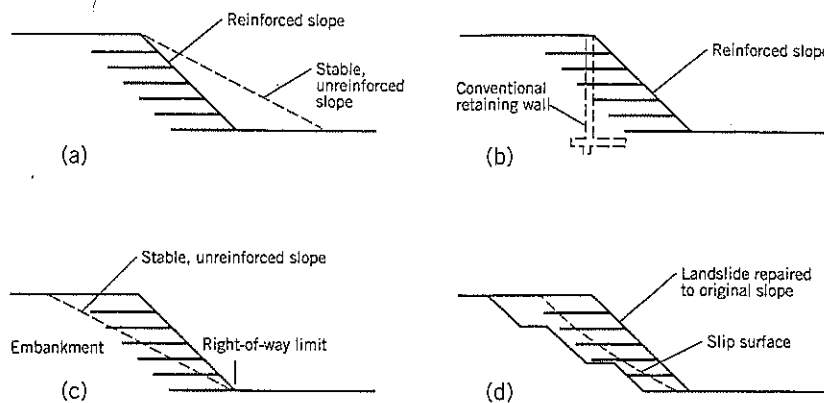 Reinforced slope
Stable,
unreinforced
slope
(a)
Reinforced slope
Conventional
retaining wall
(b)
Stable, unreinforced slope
Embankment
Right-of-way limit
(c)
Landslide repaired
to original slope
Slip surface
(d)